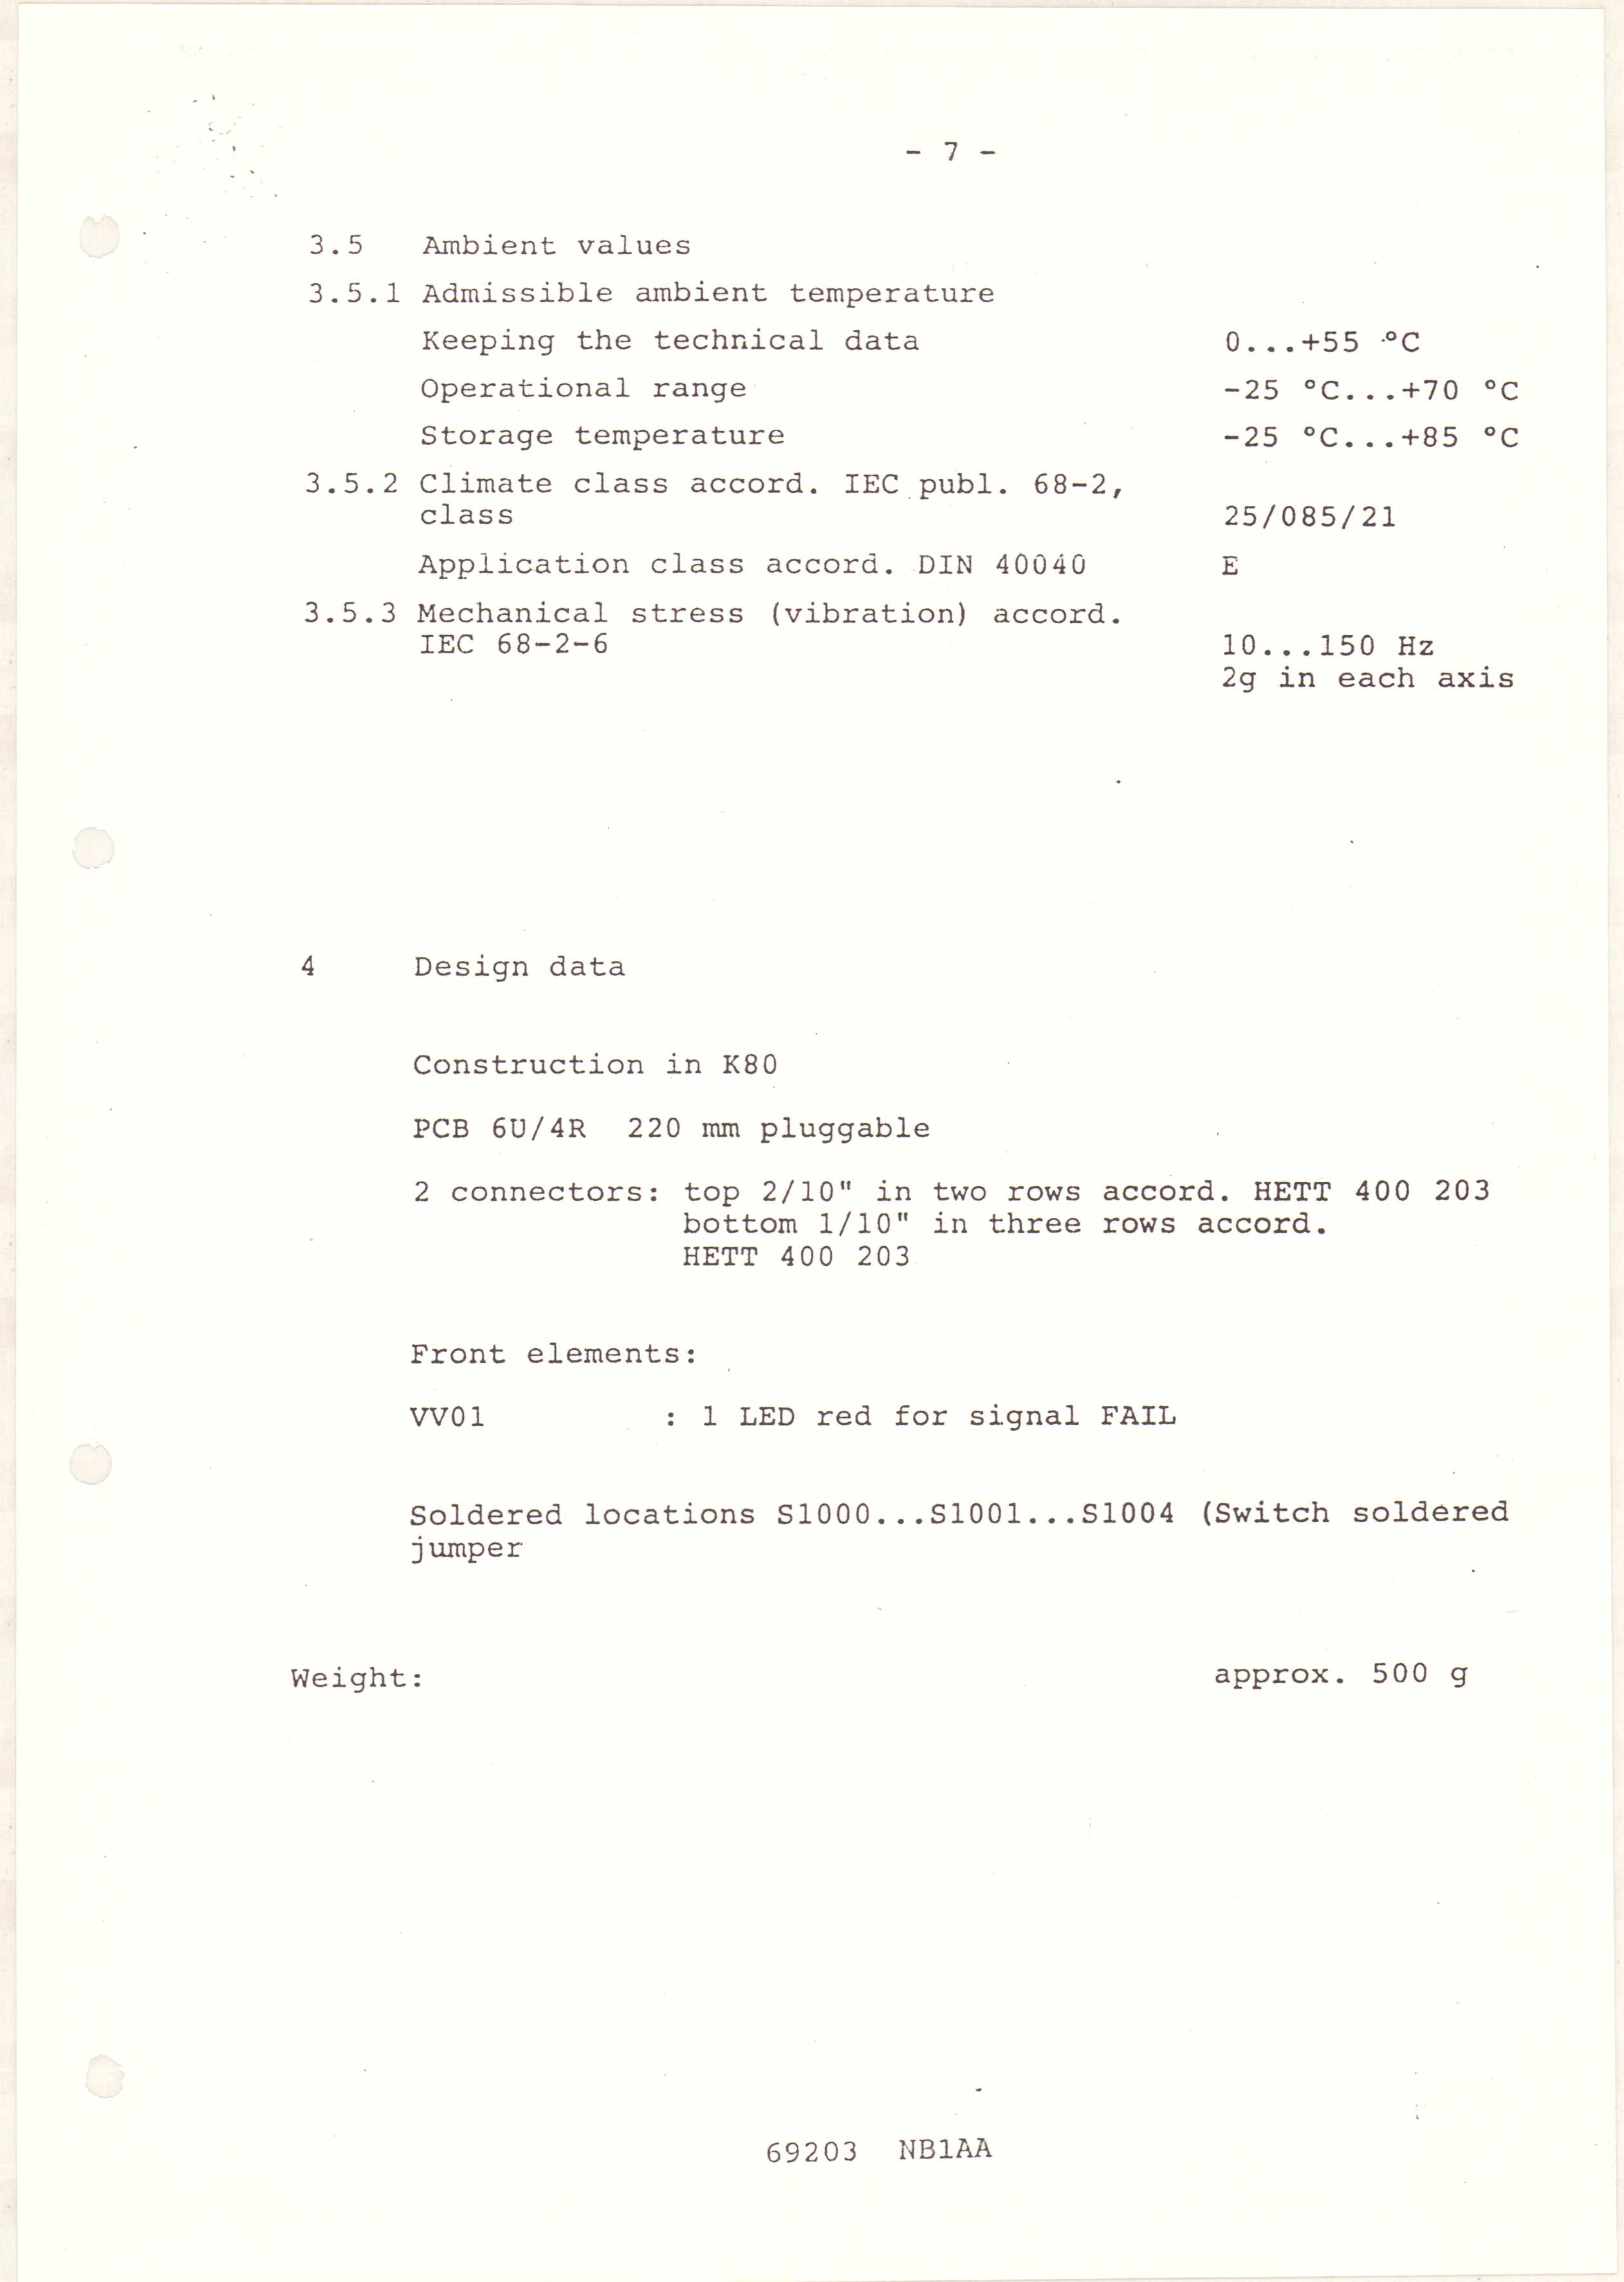 - 7 -
3.5 Ambient values
3.5.1 Admissible ambient temperature
Keeping the technical data 0...+55 °C
Operational range -25 °C...+70 °C
Storage temperature -25 °C...+85 °C
3.5.2 Climate class accord. IEC publ. 68-2,
class 25/085/21
Application class accord. DIN 40040 E
3.5.3 Mechanical stress (vibration) accord.
IEC 68-2-6 10...150 Hz
2g in each axis
4 Design data
Construction in K80
PCB 6U/4R 220 mm pluggable
2 connectors: top 2/10" in two rows accord. HETT 400 203
bottom 1/10" in three rows accord.
HETT 400 203
Front elements:
VV01 : 1 LED red for signal FAIL
Soldered locations S1000...S1001...S1004 (Switch soldered
jumper
Weight: approx. 500 g
69203 NB1AA